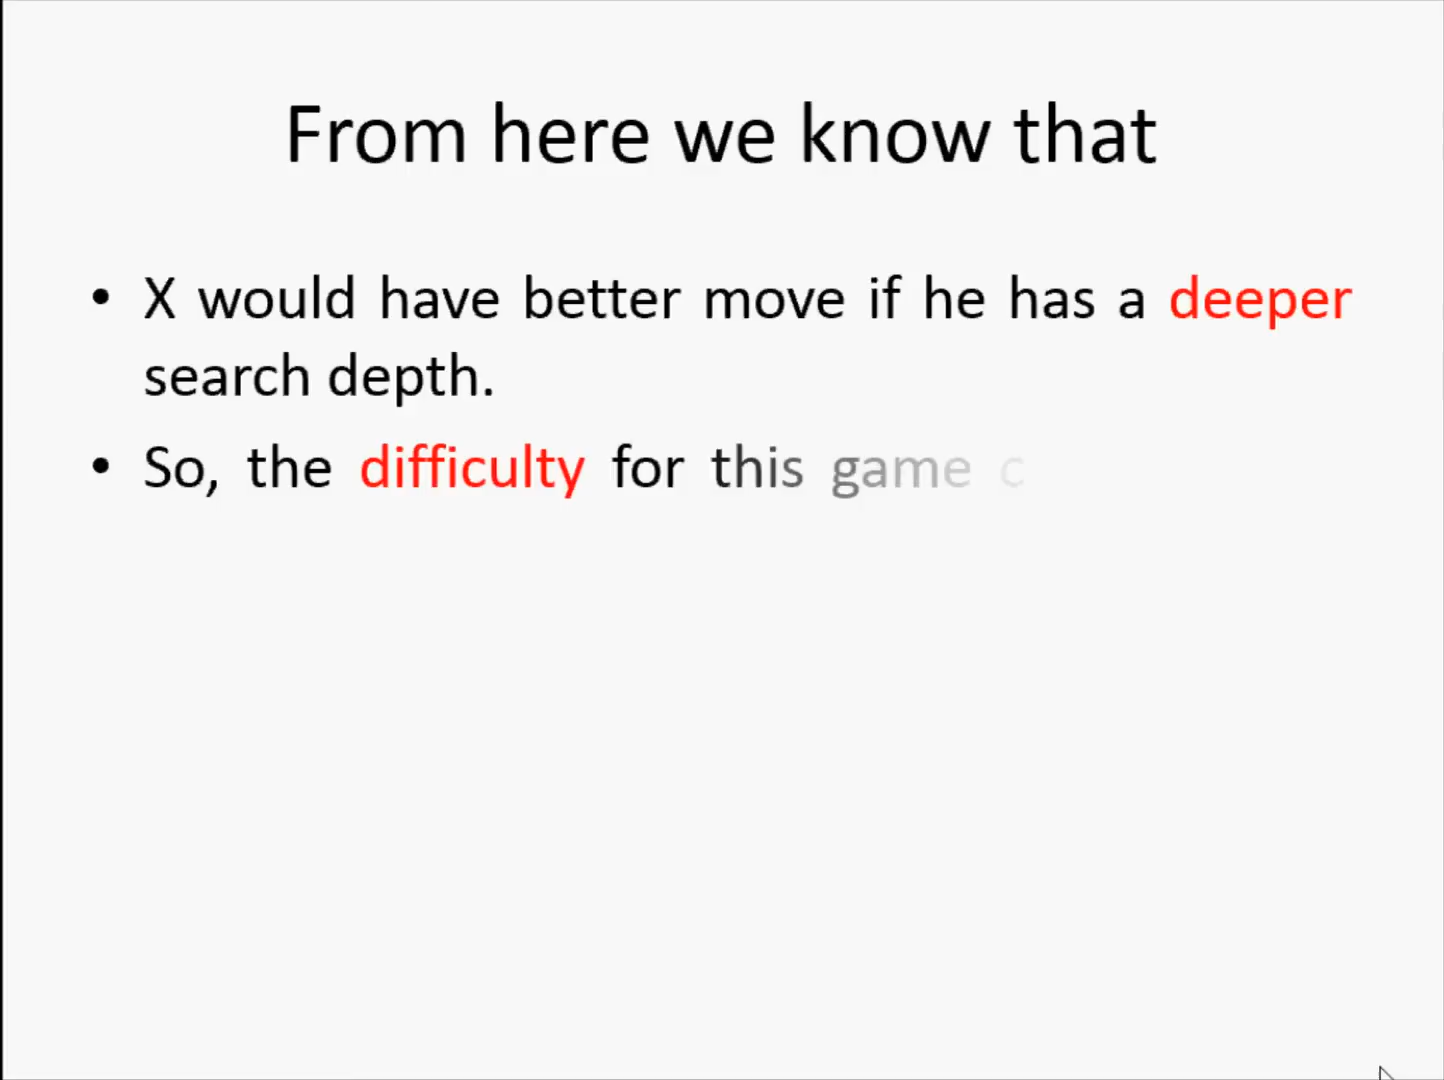 From here we know that
• X would have better move if he has a deeper
search depth.
• So, the difficulty for this game c